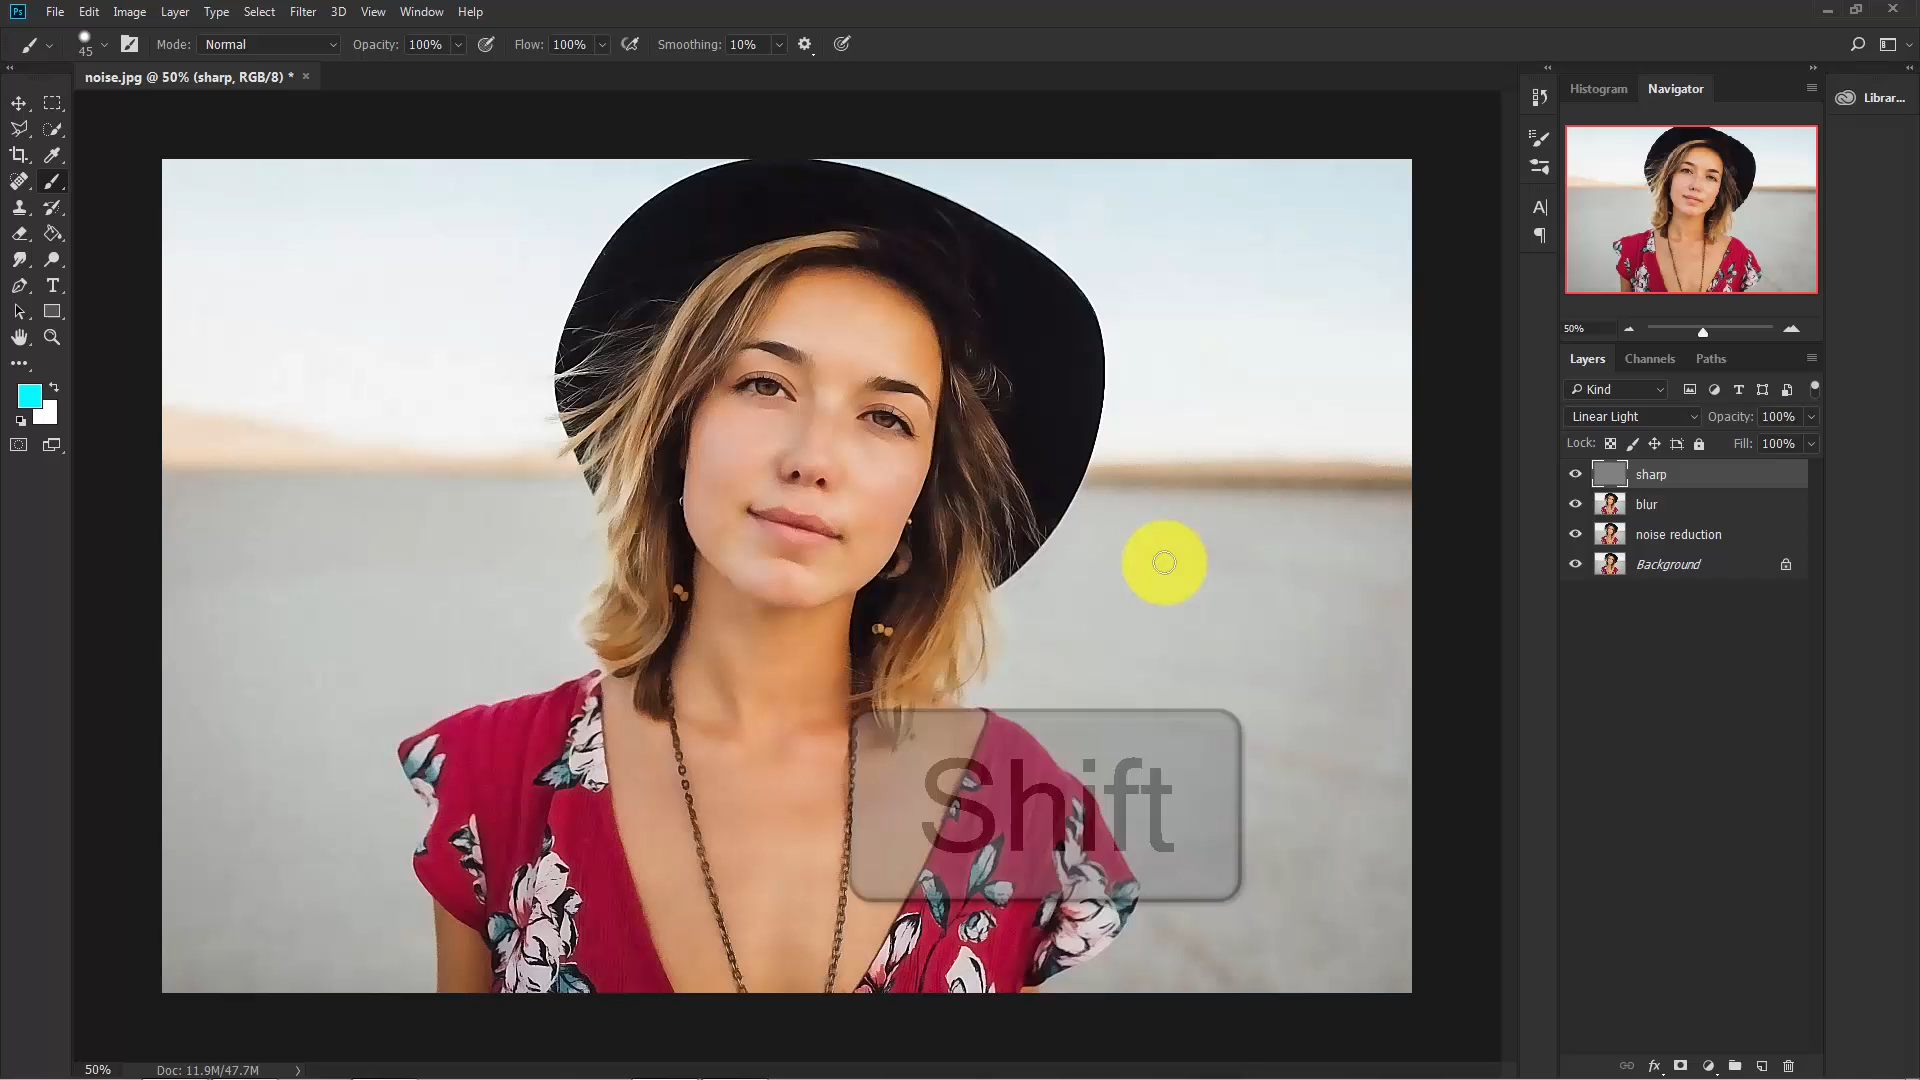 Ps File Edit Image Layer Type Select Filter 3D View Window Help
45 Mode: Normal Opacity: 100% Flow: 100% Smoothing: 10%
noise.jpg @ 50% (sharp, RGB/8) * ×
Histogram Navigator
Librar...
50%
Layers Channels Paths
Kind
Linear Light Opacity: 100%
Lock: Fill: 100%
sharp
blur
noise reduction
Background
Shift
50% Doc: 11.9M/47.7M